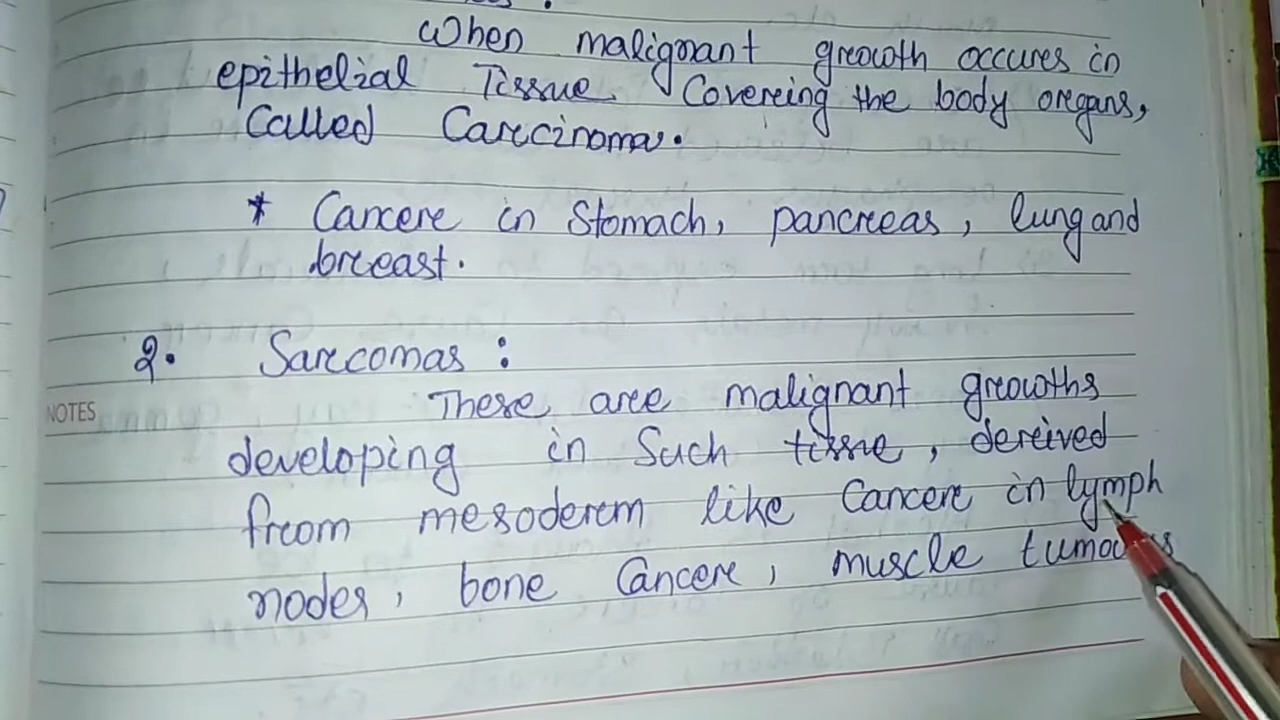 When malignant growth occures in
epithelial Tissue Covering the body organs,
Called Carcinoma.
* Cancer in Stomach, pancreas, lung and
breast.
2. Sarcomas :
These are malignant growths
NOTES
developing in Such tissue, derived
from mesoderm like Cancer in lymph
nodes, bone Cancer, muscle tumours